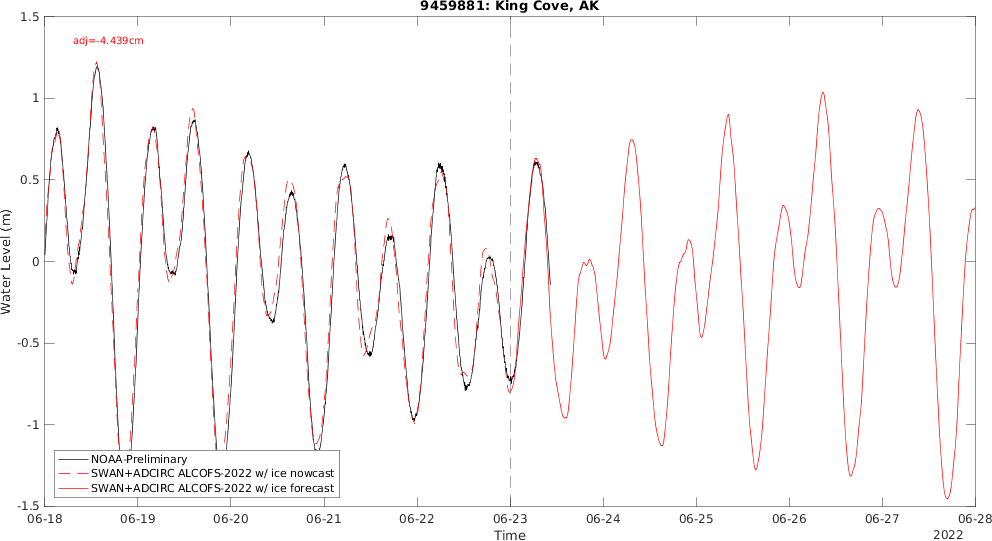 9459881: King Cove, AK
adj=-4.439cm
Water Level (m)
1.5
1
0.5
0
-0.5
-1
-1.5
NOAA-Preliminary
SWAN+ADCIRC ALCOFS-2022 w/ ice nowcast
SWAN+ADCIRC ALCOFS-2022 w/ ice forecast
06-18 06-19 06-20 06-21 06-22 06-23 06-24 06-25 06-26 06-27 06-28
Time
2022